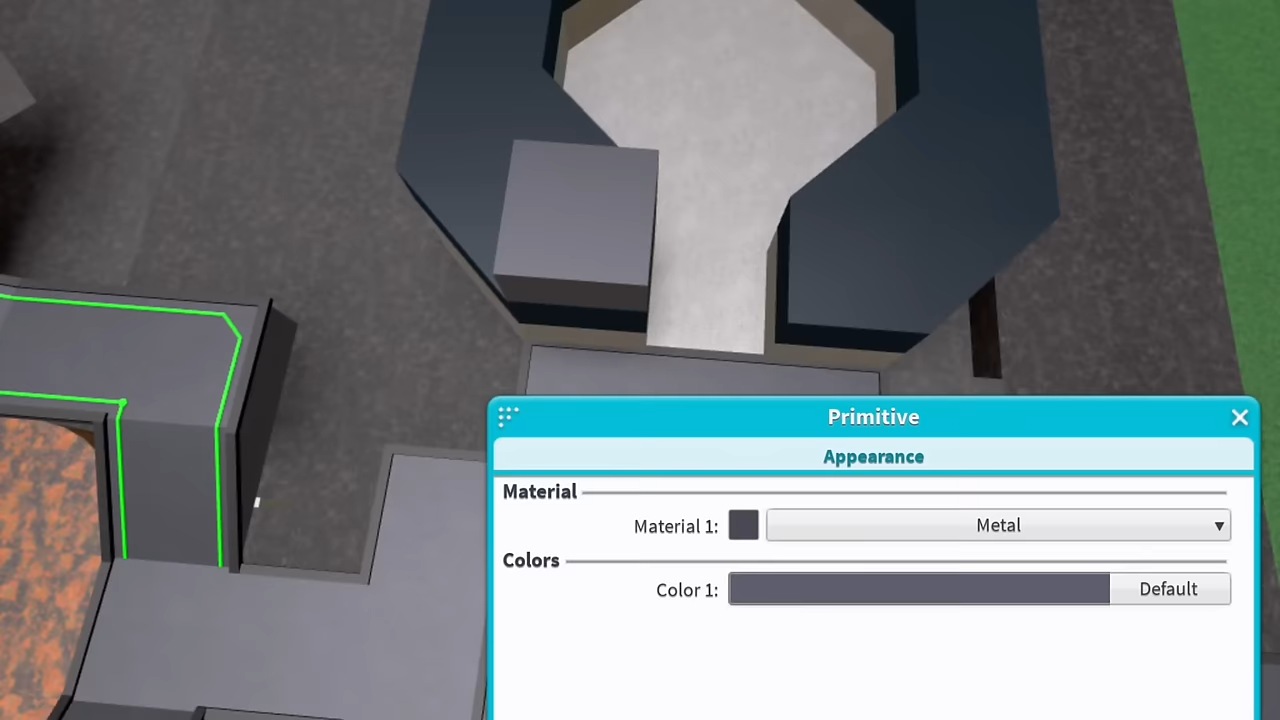 Primitive
Appearance
Material
Material 1:
Metal
Colors
Color 1:
Default